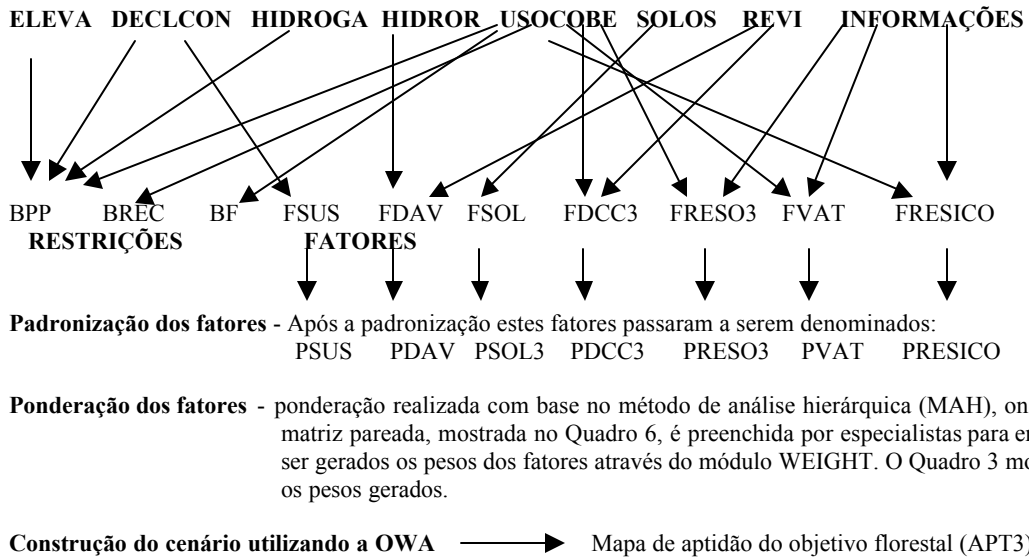 ELEVA DECLCON HIDROGA HIDROR USOCOBE SOLOS REVI INFORMAÇÕES
BPP BREC BF FSUS FDAV FSOL FDCC3 FRESO3 FVAT FRESICO
RESTRIÇÕES FATORES
Padronização dos fatores - Após a padronização estes fatores passaram a serem denominados:
PSUS PDAV PSOL3 PDCC3 PRESO3 PVAT PRESICO
Ponderação dos fatores - ponderação realizada com base no método de análise hierárquica (MAH), on
matriz pareada, mostrada no Quadro 6, é preenchida por especialistas para e
ser gerados os pesos dos fatores através do módulo WEIGHT. O Quadro 3 mo
os pesos gerados.
Construção do cenário utilizando a OWA Mapa de aptidão do objetivo florestal (APT3)